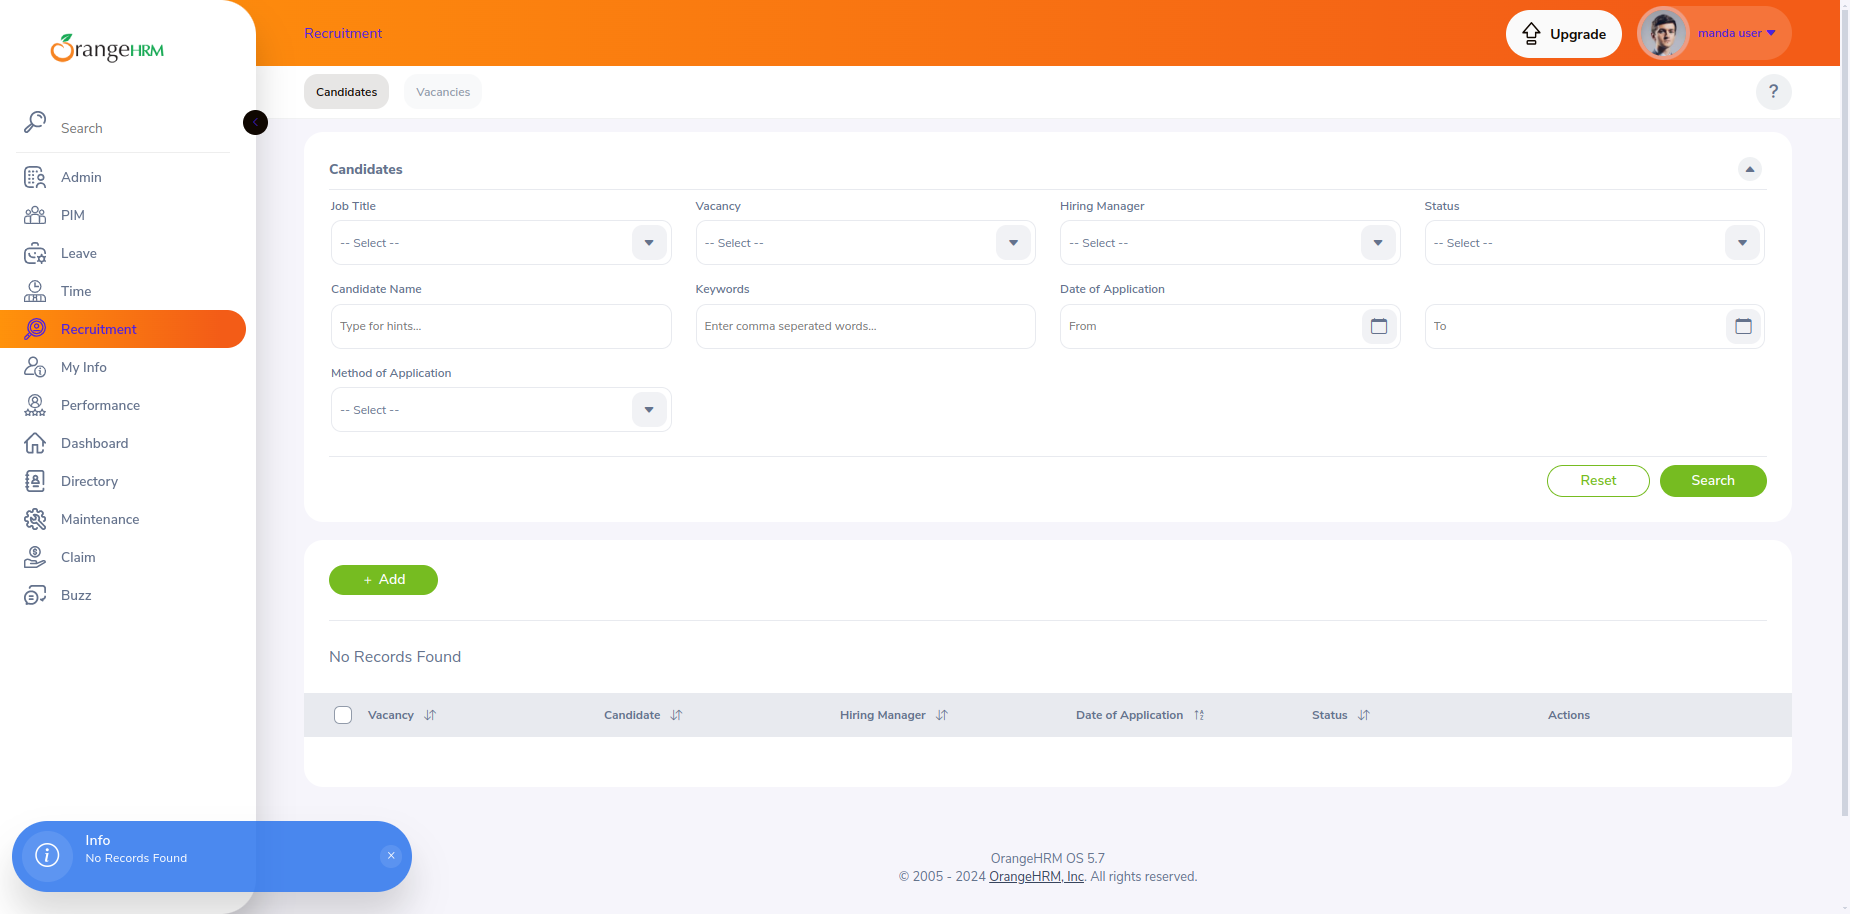 OrangeHRM
Recruitment
Upgrade
manda user
Candidates
Vacancies
?
Search
Admin
PIM
Leave
Time
Recruitment
My Info
Performance
Dashboard
Directory
Maintenance
Claim
Buzz
Candidates
Job Title
Vacancy
Hiring Manager
Status
-- Select --
-- Select --
-- Select --
-- Select --
Candidate Name
Keywords
Date of Application
Type for hints...
Enter comma seperated words...
From
To
Method of Application
-- Select --
Reset
Search
+ Add
No Records Found
Vacancy
Candidate
Hiring Manager
Date of Application
Status
Actions
Info
No Records Found
OrangeHRM OS 5.7
© 2005 - 2024 OrangeHRM, Inc. All rights reserved.